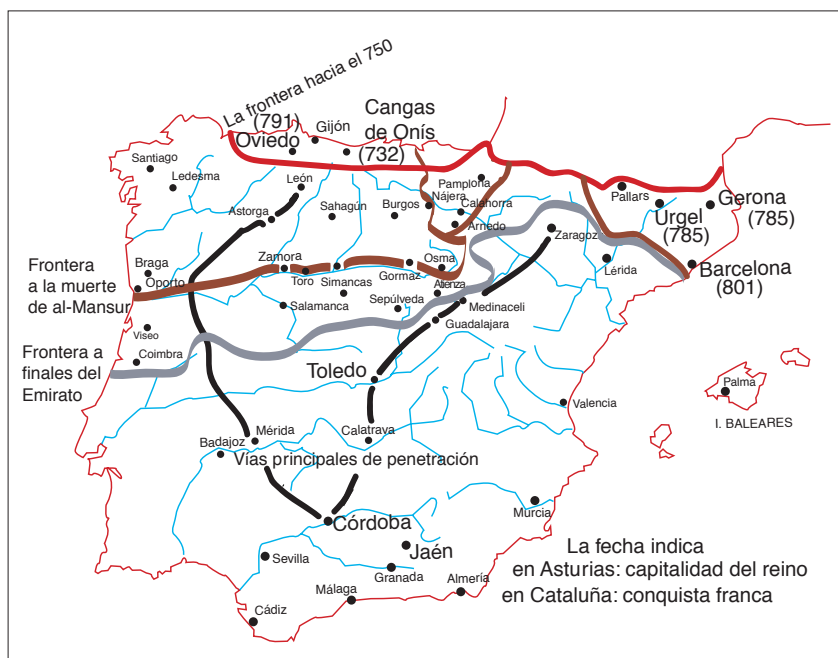 La frontera hacia el 750
(791)
Oviedo
Gijón
Cangas
de Onís
(732)
Santiago
Ledesma
León
Astorga
Sahagún
Burgos
Pamplona
Nájera
Calanorra
Arnedo
Zaragoz
Pallars
Urgel
(785)
Gerona
(785)
Lérida
Barcelona
(801)
Braga
Oporto
Frontera
a la muerte
de al-Mansur
Zamora
Toro
Simancas
Gormaz
Osma
Atienza
Salamanca
Sepúlveda
Medinaceli
Guadalajara
Viseo
Coimbra
Frontera a
finales del
Emirato
Toledo
Valencia
Palma
I. BALEARES
Badajoz
Mérida
Calatrava
Vías principales de penetración
Córdoba
Murcia
Jaén
Sevilla
Granada
Almería
Málaga
Cádiz
La fecha indica
en Asturias: capitalidad del reino
en Cataluña: conquista franca